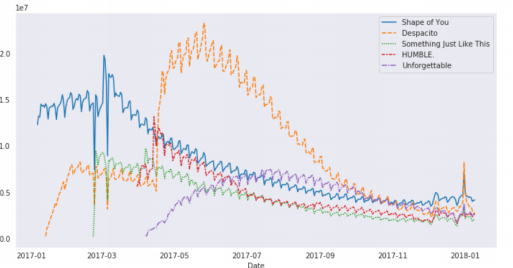 1e7
Shape of You
Despacito
Something Just Like This
HUMBLE.
Unforgettable
2.0
1.5
1.0
0.5
0.0
2017-01 2017-03 2017-05 2017-07 2017-09 2017-11 2018-01
Date